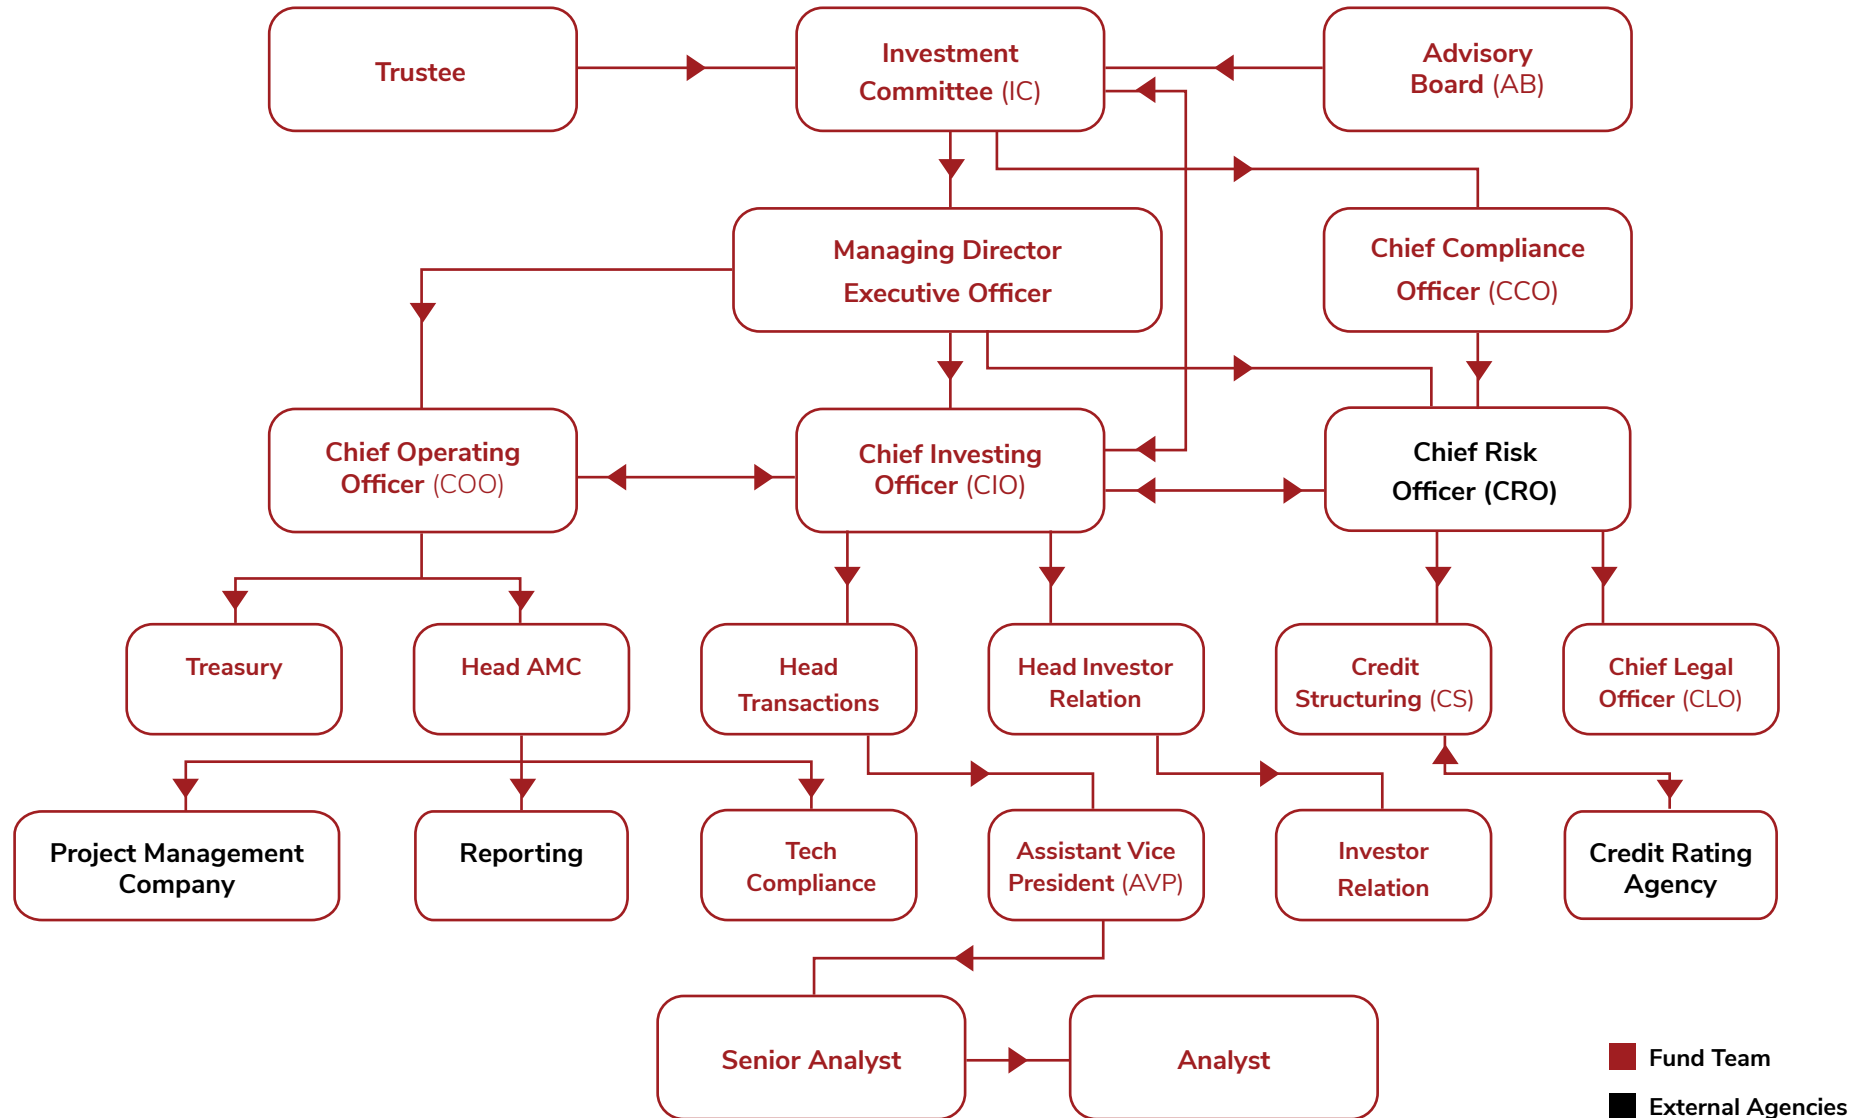 Trustee
Investment
Committee (IC)
Advisory
Board (AB)
Managing Director
Executive Officer
Chief Compliance
Officer (CCO)
Chief Operating
Officer (COO)
Chief Investing
Officer (CIO)
Chief Risk
Officer (CRO)
Treasury
Head AMC
Head
Transactions
Head Investor
Relation
Credit
Structuring (CS)
Chief Legal
Officer (CLO)
Project Management
Company
Reporting
Tech
Compliance
Assistant Vice
President (AVP)
Investor
Relation
Credit Rating
Agency
Senior Analyst
Analyst
Fund Team
External Agencies